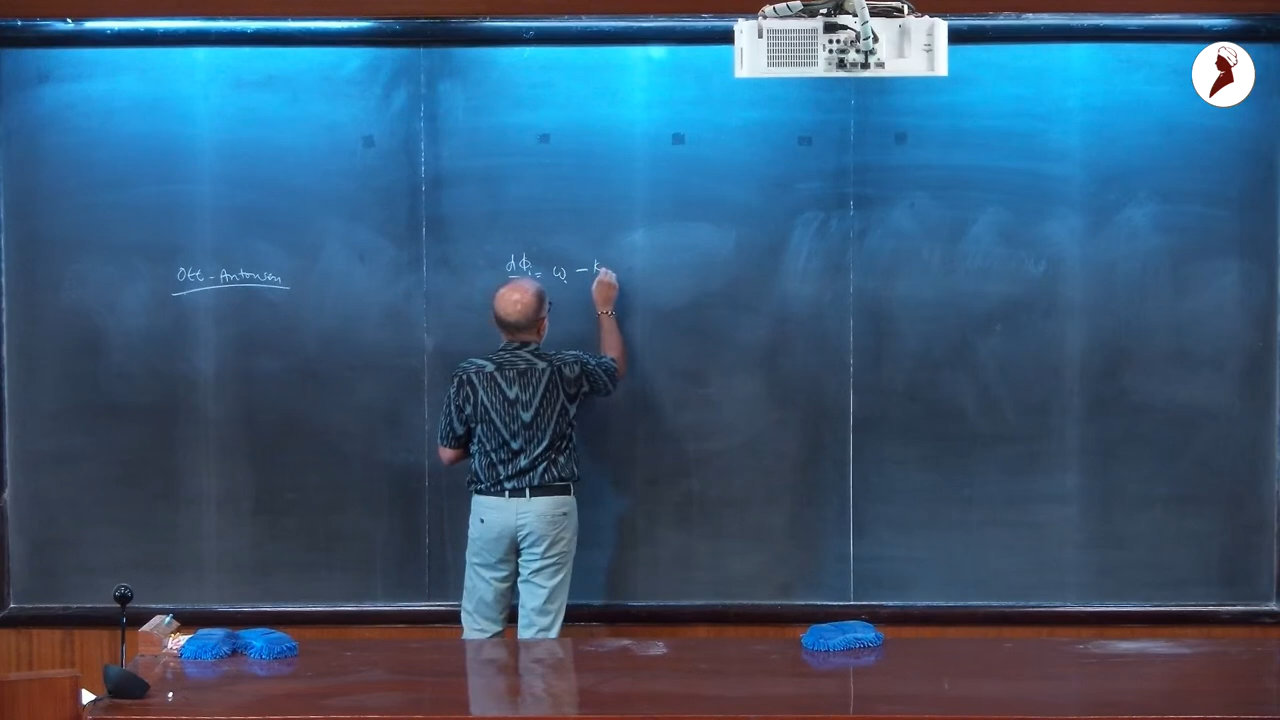 Ott - Antonsen
dϕᵢ = ωᵢ - K